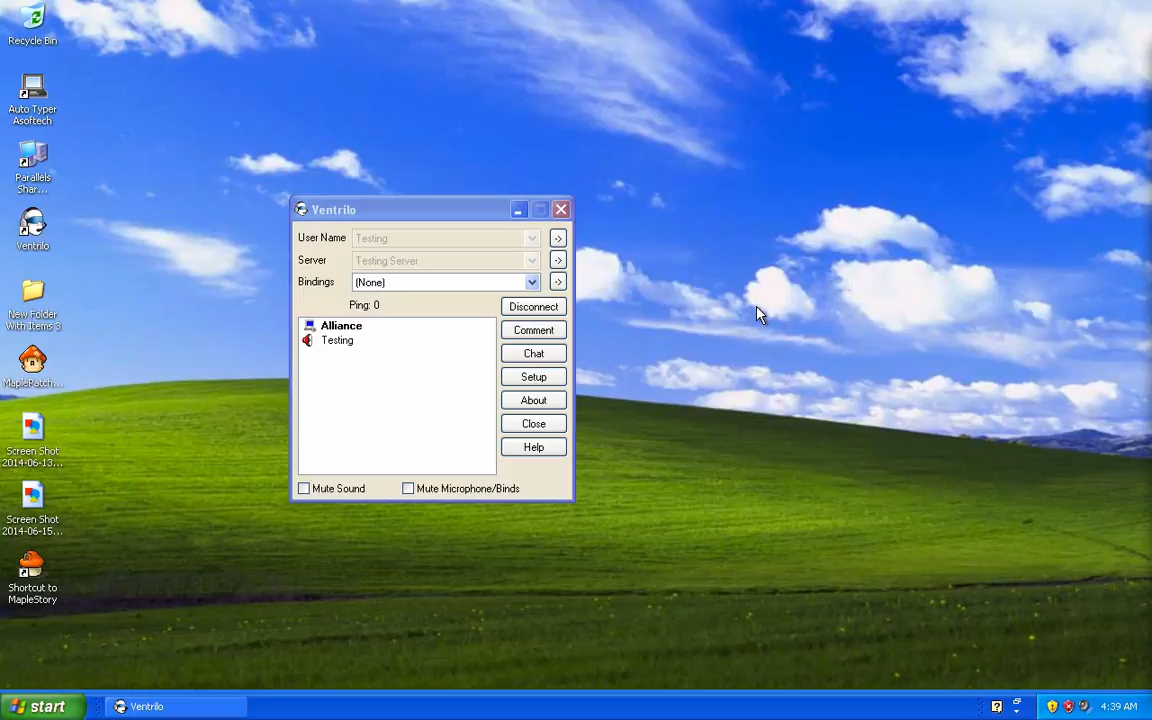 Recycle Bin
Auto Typer
Asoftech
Parallels
Shar...
Ventrilo
New Folder
With Items 3
MaplePatch...
Screen Shot
2014-06-13...
Screen Shot
2014-06-15...
Shortcut to
MapleStory
Ventrilo
User Name Testing ->
Server Testing Server ->
Bindings (None) ->
Ping: 0 Disconnect
Alliance
Testing
Comment
Chat
Setup
About
Close
Help
Mute Sound Mute Microphone/Binds
start Ventrilo 4:39 AM